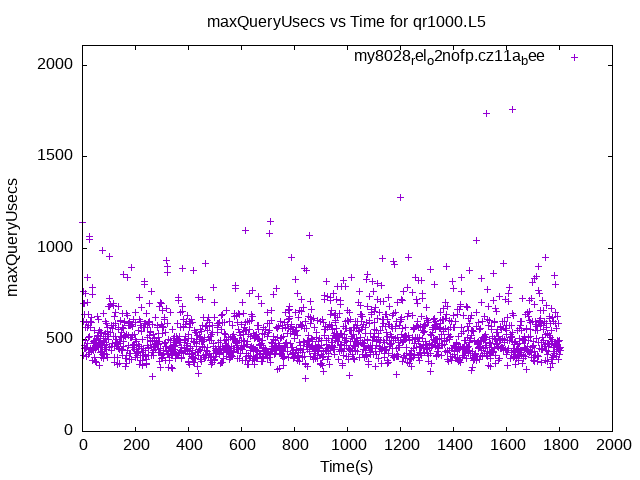 maxQueryUsecs vs Time for qr1000.L5
my8028relo2nofp.cz11abee
2000
1500
1000
500
0
maxQueryUsecs
0 200 400 600 800 1000 1200 1400 1600 1800 2000
Time(s)